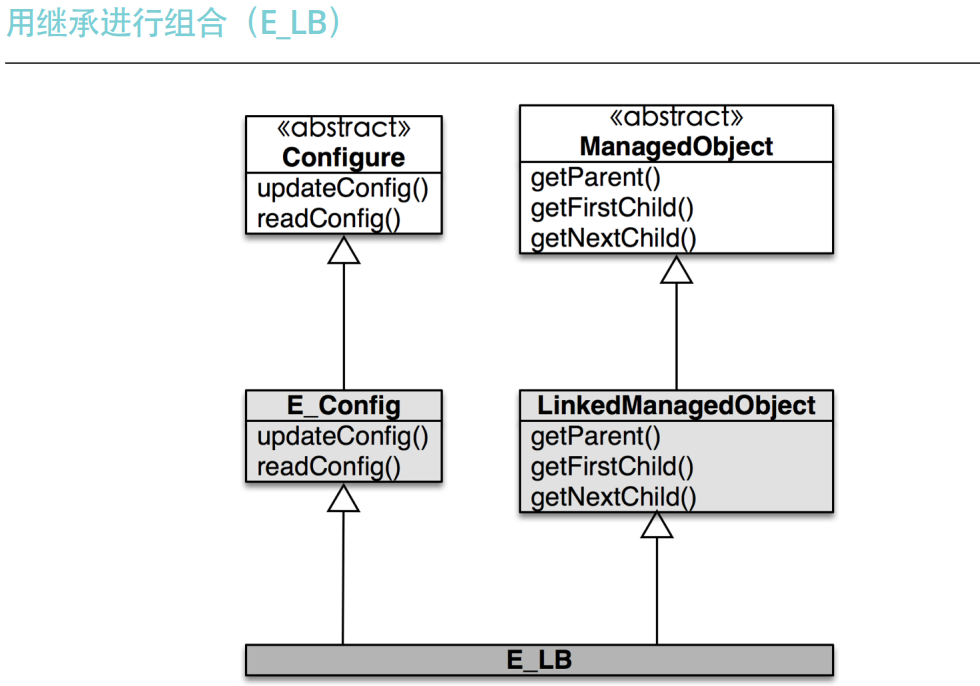 用继承进行组合（E_LB）
«abstract»
Configure
updateConfig()
readConfig()
«abstract»
ManagedObject
getParent()
getFirstChild()
getNextChild()
E_Config
updateConfig()
readConfig()
LinkedManagedObject
getParent()
getFirstChild()
getNextChild()
E_LB